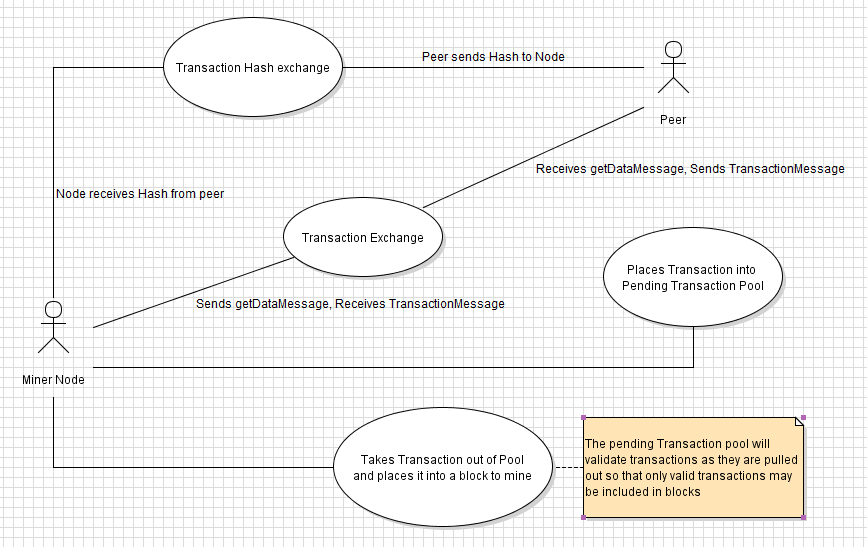 Peer sends Hash to Node
Transaction Hash exchange
Peer
Receives getDataMessage, Sends TransactionMessage
Node receives Hash from peer
Transaction Exchange
Places Transaction into
Pending Transaction Pool
Sends getDataMessage, Receives TransactionMessage
Miner Node
Takes Transaction out of Pool
and places it into a block to mine
The pending Transaction pool will
validate transactions as they are pulled
out so that only valid transactions may
be included in blocks